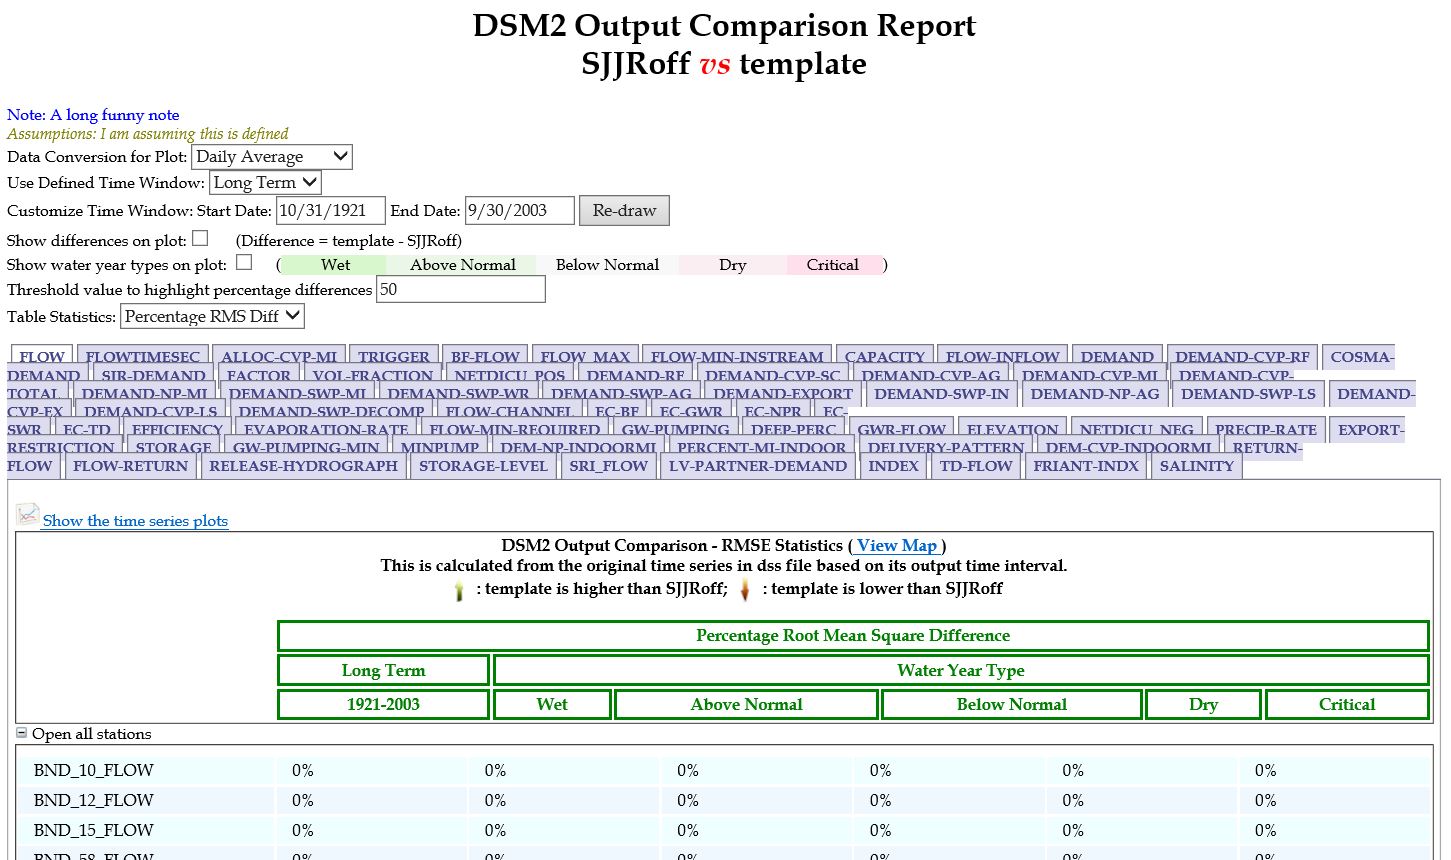 DSM2 Output Comparison Report
SJJRoff vs template
Note: A long funny note
Assumptions: I am assuming this is defined
Data Conversion for Plot: Daily Average
Use Defined Time Window: Long Term
Customize Time Window: Start Date: 10/31/1921 End Date: 9/30/2003 Re-draw
Show differences on plot: (Difference = template - SJJRoff)
Show water year types on plot: ( Wet Above Normal Below Normal Dry Critical )
Threshold value to highlight percentage differences 50
Table Statistics: Percentage RMS Diff
FLOW FLOWTIMESEC ALLOC-CVP-MI TRIGGER BF-FLOW FLOW_MAX FLOW-MIN-INSTREAM CAPACITY FLOW-INFLOW DEMAND DEMAND-CVP-RF COSMA-
DEMAND SJR-DEMAND FACTOR VOL-FRACTION NETDICU_POS DEMAND-RF DEMAND-CVP-SC DEMAND-CVP-AG DEMAND-CVP-MI DEMAND-CVP-
TOTAL DEMAND-NP-MI DEMAND-SWP-MI DEMAND-SWP-WR DEMAND-SWP-AG DEMAND-EXPORT DEMAND-SWP-IN DEMAND-NP-AG DEMAND-SWP-LS DEMAND-
CVP-EX DEMAND-CVP-LS DEMAND-SWP-DECOMP FLOW-CHANNEL EC-BF EC-GWR EC-NPR EC-
SWR EC-TD EFFICIENCY EVAPORATION-RATE FLOW-MIN-REQUIRED GW-PUMPING DEEP-PERC GWR-FLOW ELEVATION NETDICU_NEG PRECIP-RATE EXPORT-
RESTRICTION STORAGE GW-PUMPING-MIN MINPUMP DEM-NP-INDOORMI PERCENT-MI-INDOOR DELIVERY-PATTERN DEM-CVP-INDOORMI RETURN-
FLOW FLOW-RETURN RELEASE-HYDROGRAPH STORAGE-LEVEL SRI_FLOW LV-PARTNER-DEMAND INDEX TD-FLOW FRIANT-INDX SALINITY
Show the time series plots
DSM2 Output Comparison - RMSE Statistics ( View Map )
This is calculated from the original time series in dss file based on its output time interval.
: template is higher than SJJRoff; : template is lower than SJJRoff
Percentage Root Mean Square Difference
Long Term Water Year Type
1921-2003 Wet Above Normal Below Normal Dry Critical
Open all stations
BND_10_FLOW 0% 0% 0% 0% 0% 0%
BND_12_FLOW 0% 0% 0% 0% 0% 0%
BND_15_FLOW 0% 0% 0% 0% 0% 0%
BND_58_FLOW 0% 0% 0% 0% 0% 0%